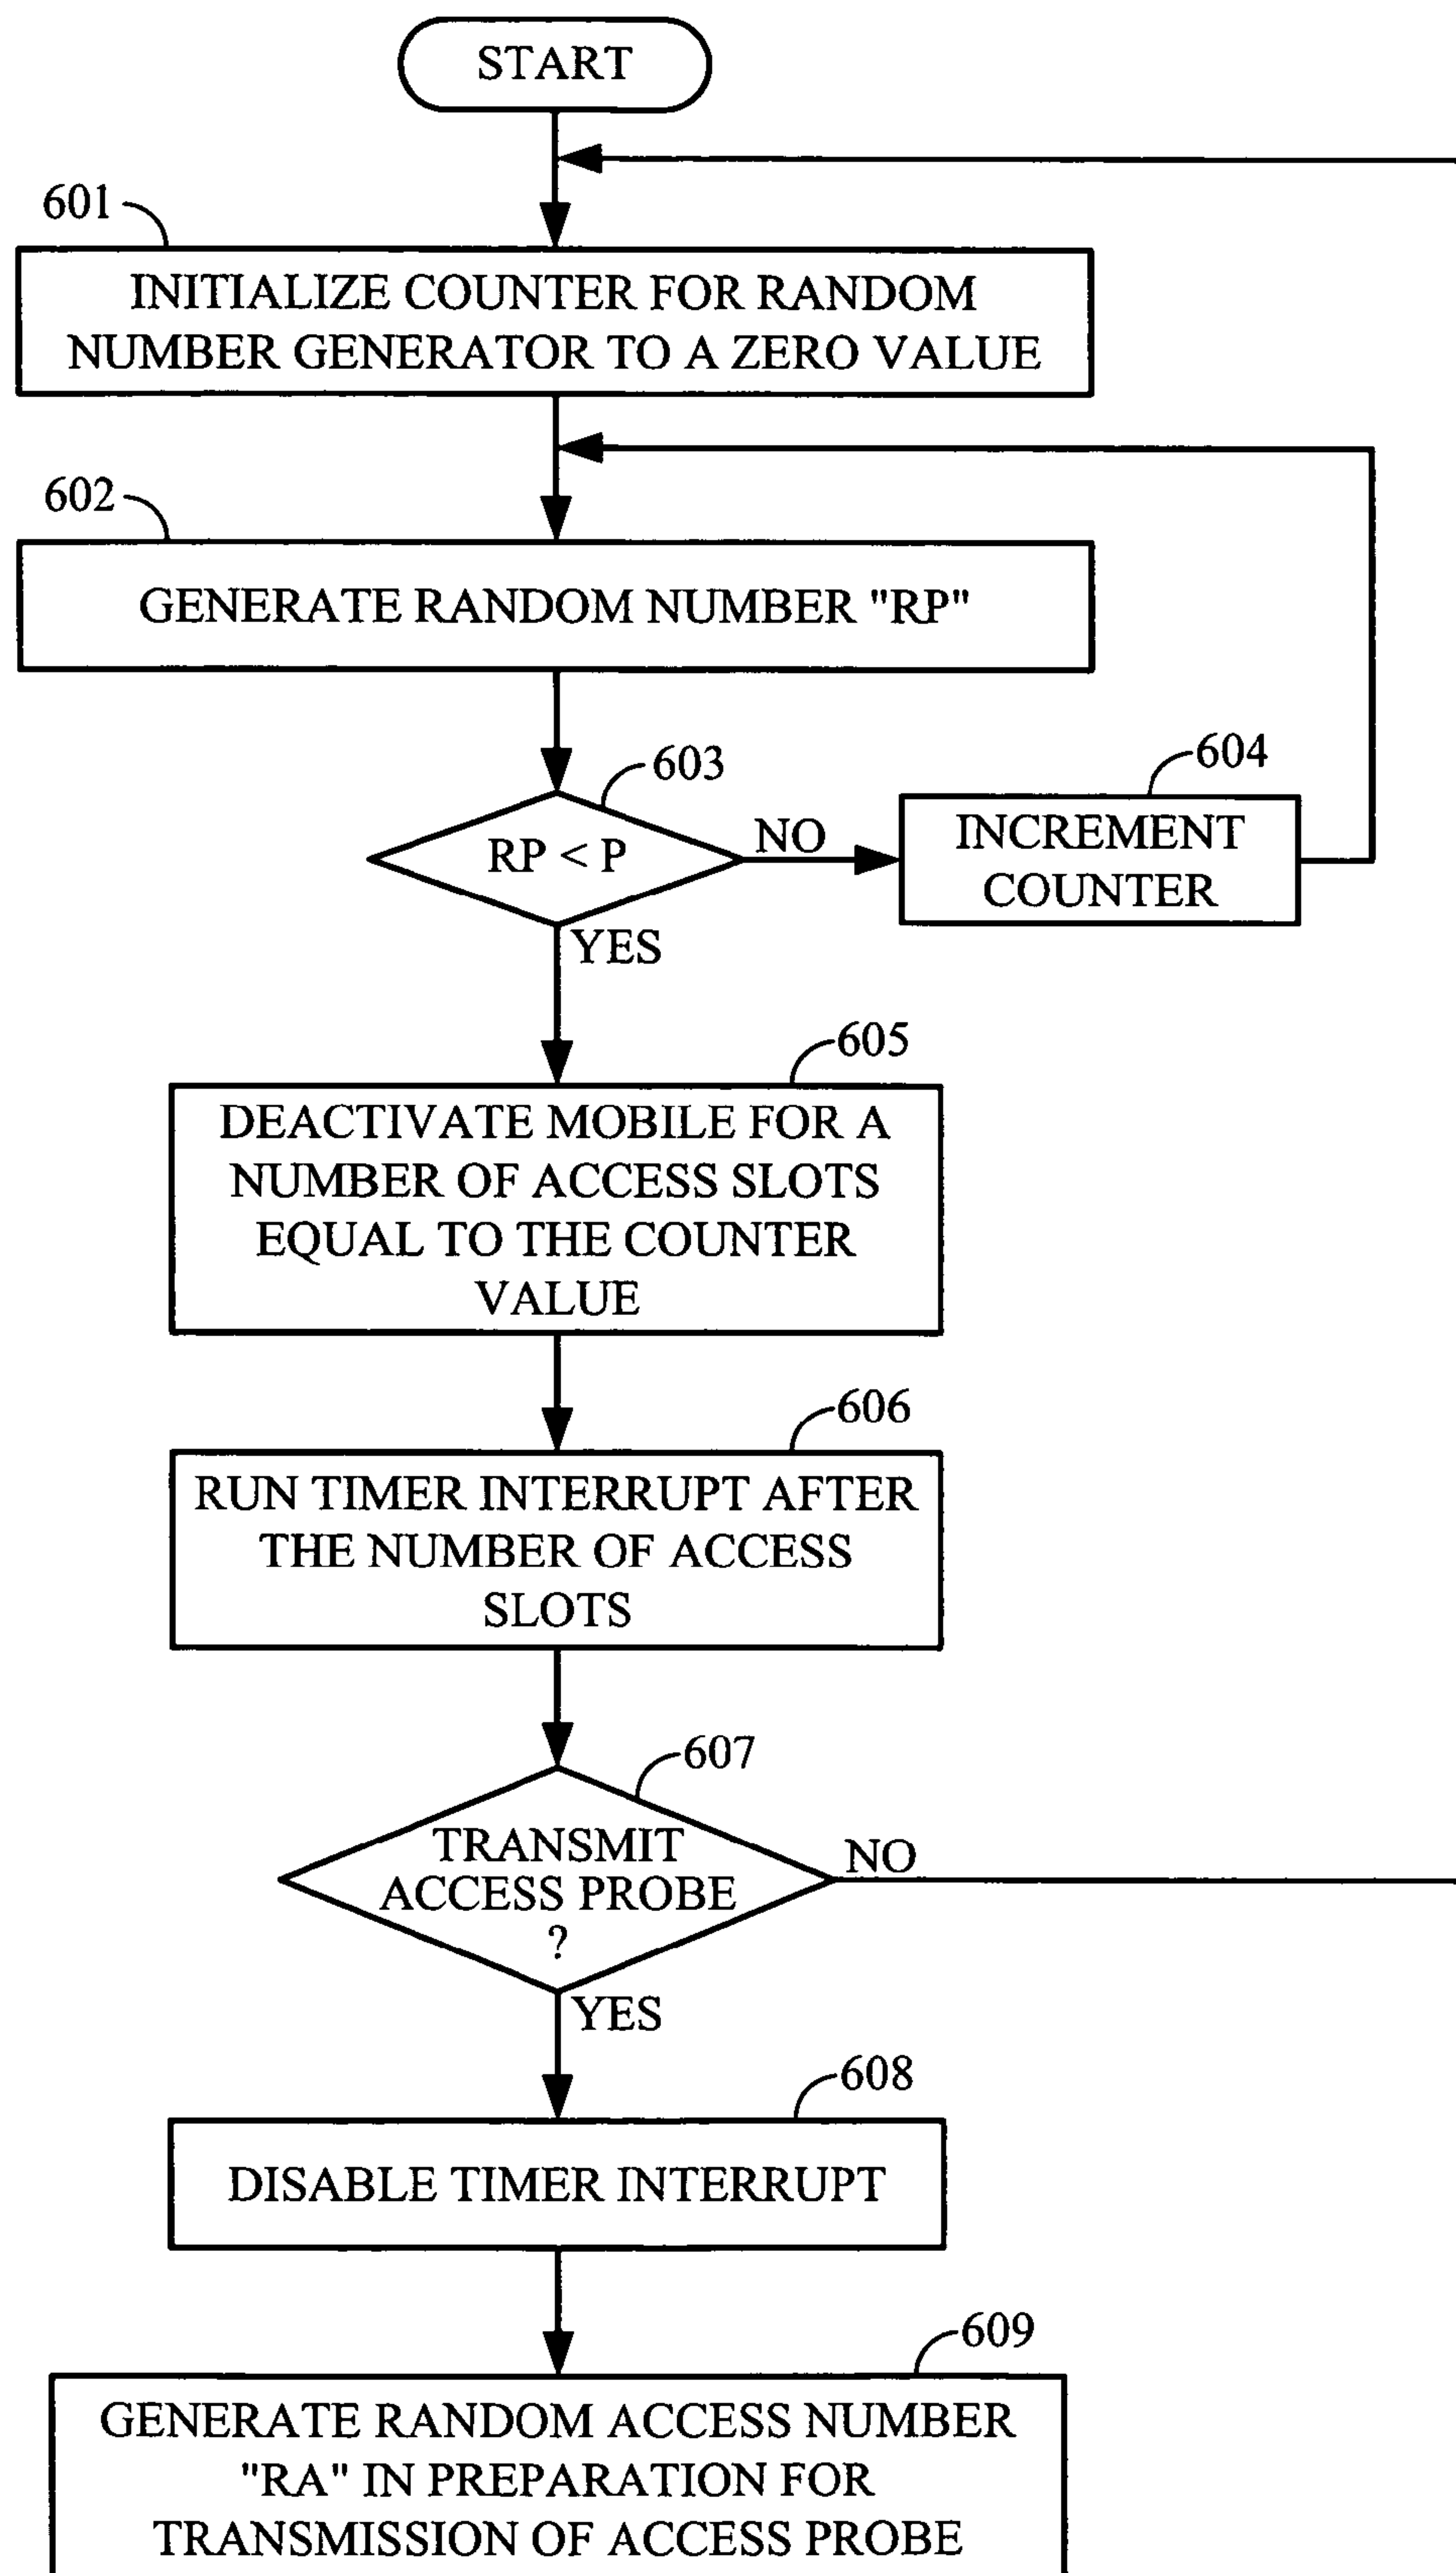 START
601
INITIALIZE COUNTER FOR RANDOM
NUMBER GENERATOR TO A ZERO VALUE
602
GENERATE RANDOM NUMBER "RP"
603
RP < P
NO
604
INCREMENT
COUNTER
YES
605
DEACTIVATE MOBILE FOR A
NUMBER OF ACCESS SLOTS
EQUAL TO THE COUNTER
VALUE
606
RUN TIMER INTERRUPT AFTER
THE NUMBER OF ACCESS
SLOTS
607
TRANSMIT
ACCESS PROBE
?
NO
YES
608
DISABLE TIMER INTERRUPT
609
GENERATE RANDOM ACCESS NUMBER
"RA" IN PREPARATION FOR
TRANSMISSION OF ACCESS PROBE